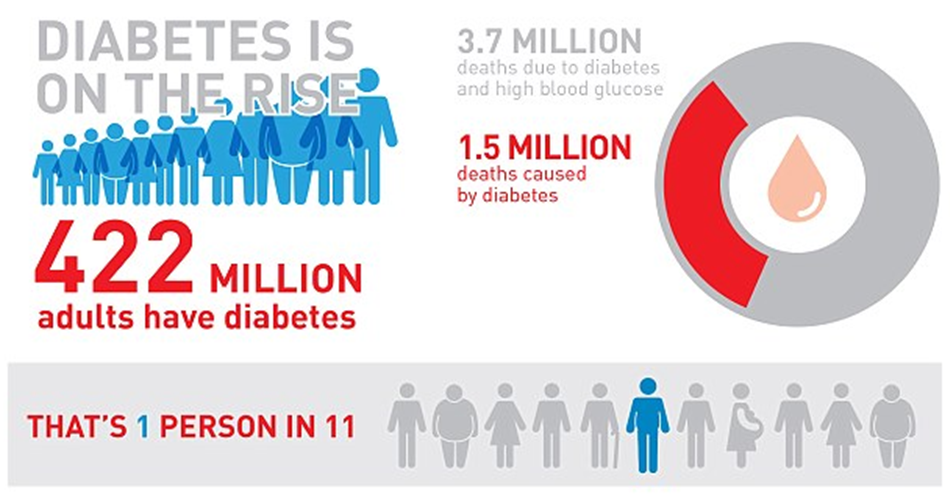 DIABETES IS
ON THE RISE
422 MILLION
adults have diabetes
3.7 MILLION
deaths due to diabetes
and high blood glucose
1.5 MILLION
deaths caused
by diabetes
THAT'S 1 PERSON IN 11